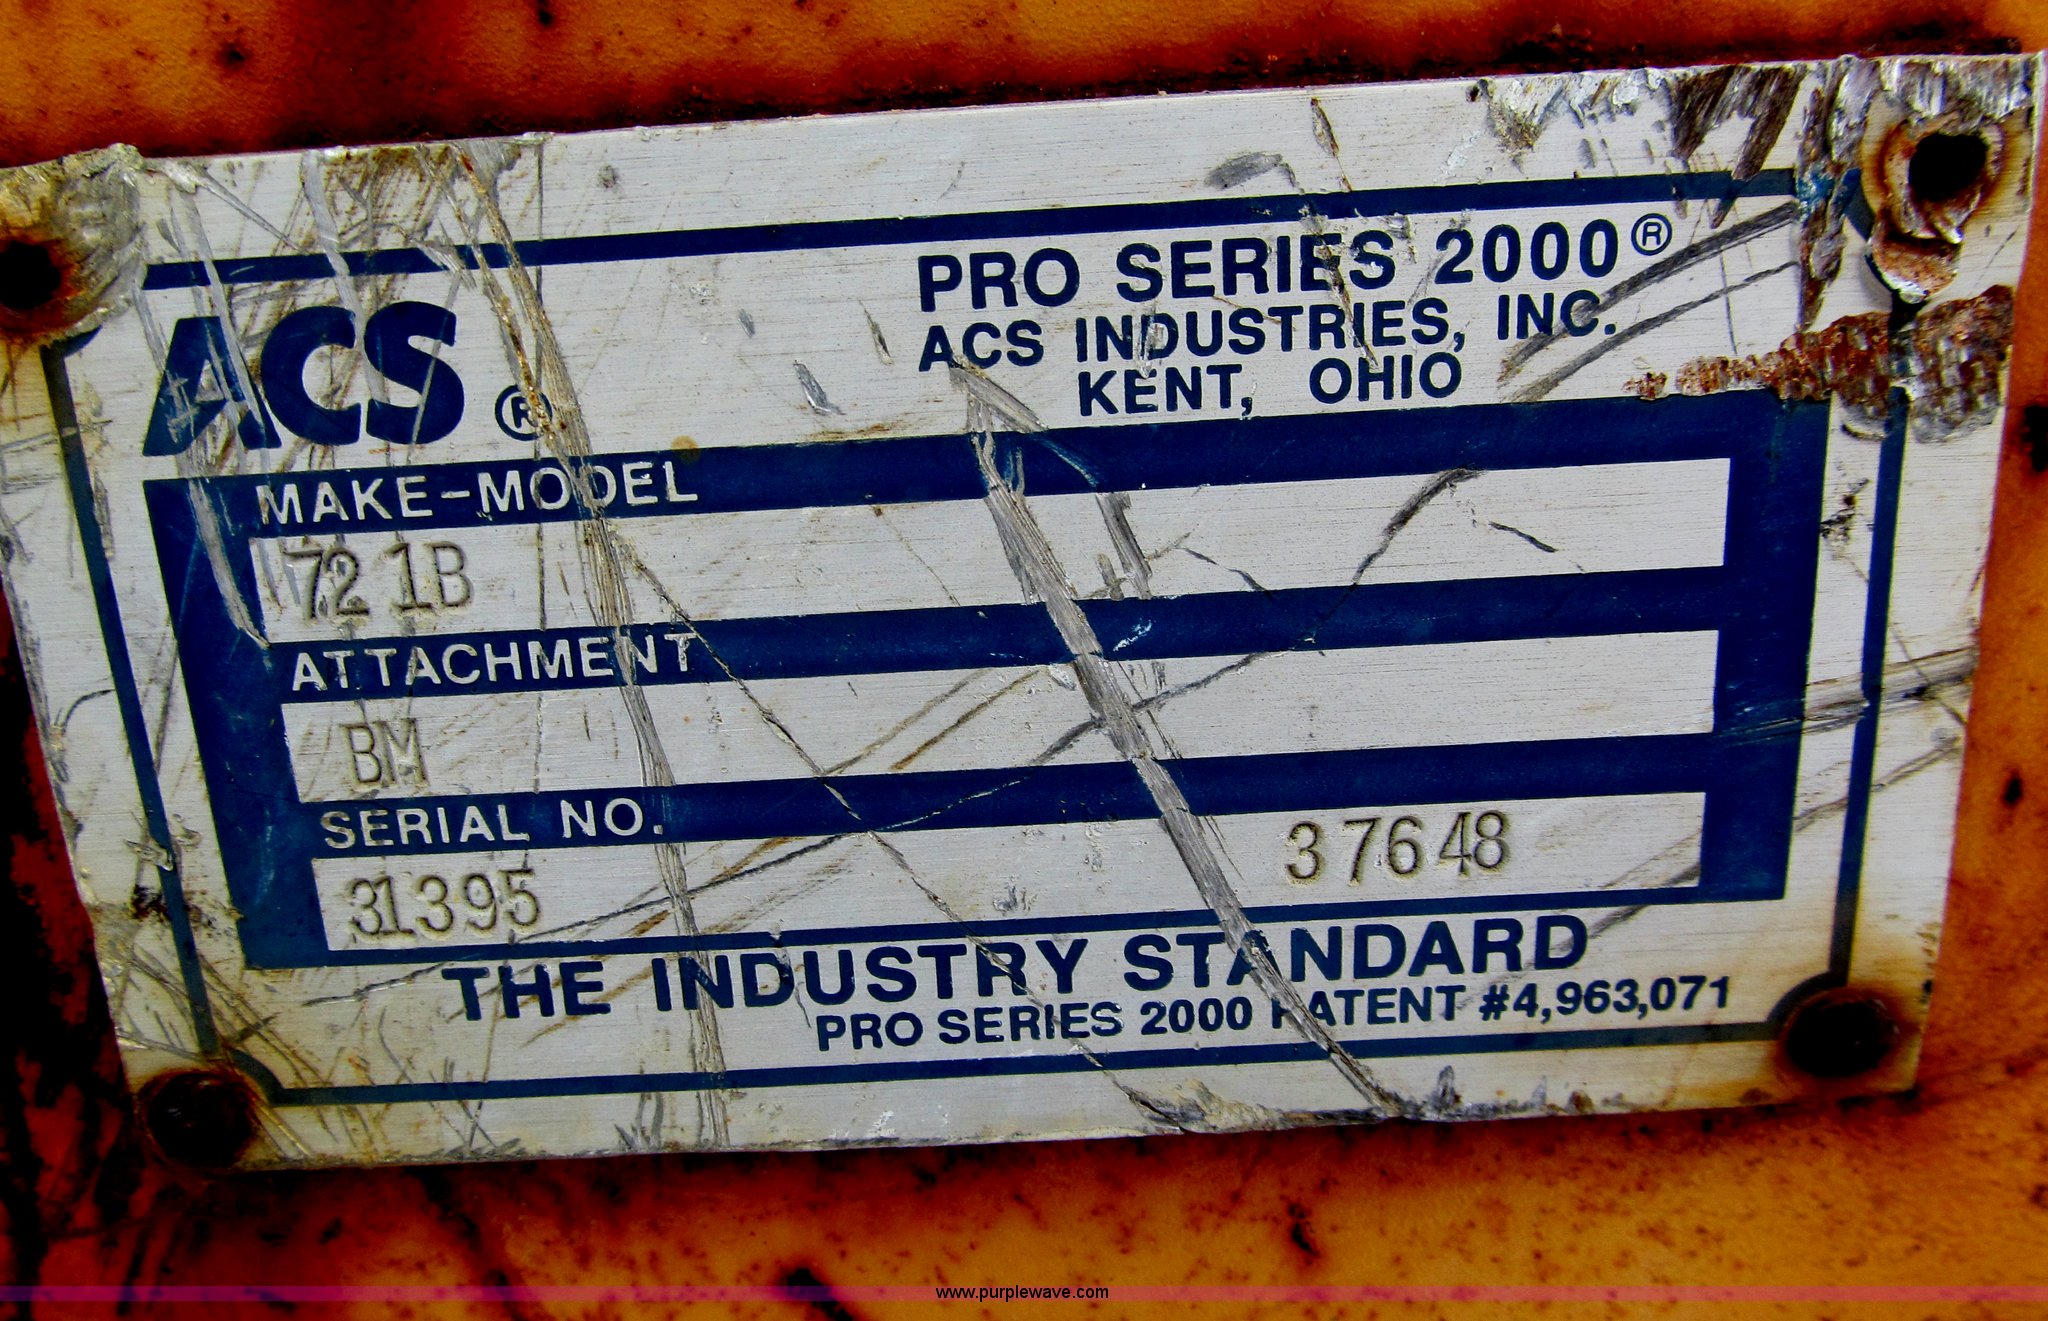 PRO SERIES 2000®
ACS INDUSTRIES, INC.
KENT, OHIO
ACS®
MAKE-MODEL
721B
ATTACHMENT
BM
SERIAL NO.
31395 37648
THE INDUSTRY STANDARD
PRO SERIES 2000 PATENT #4,963,071
www.purplewave.com